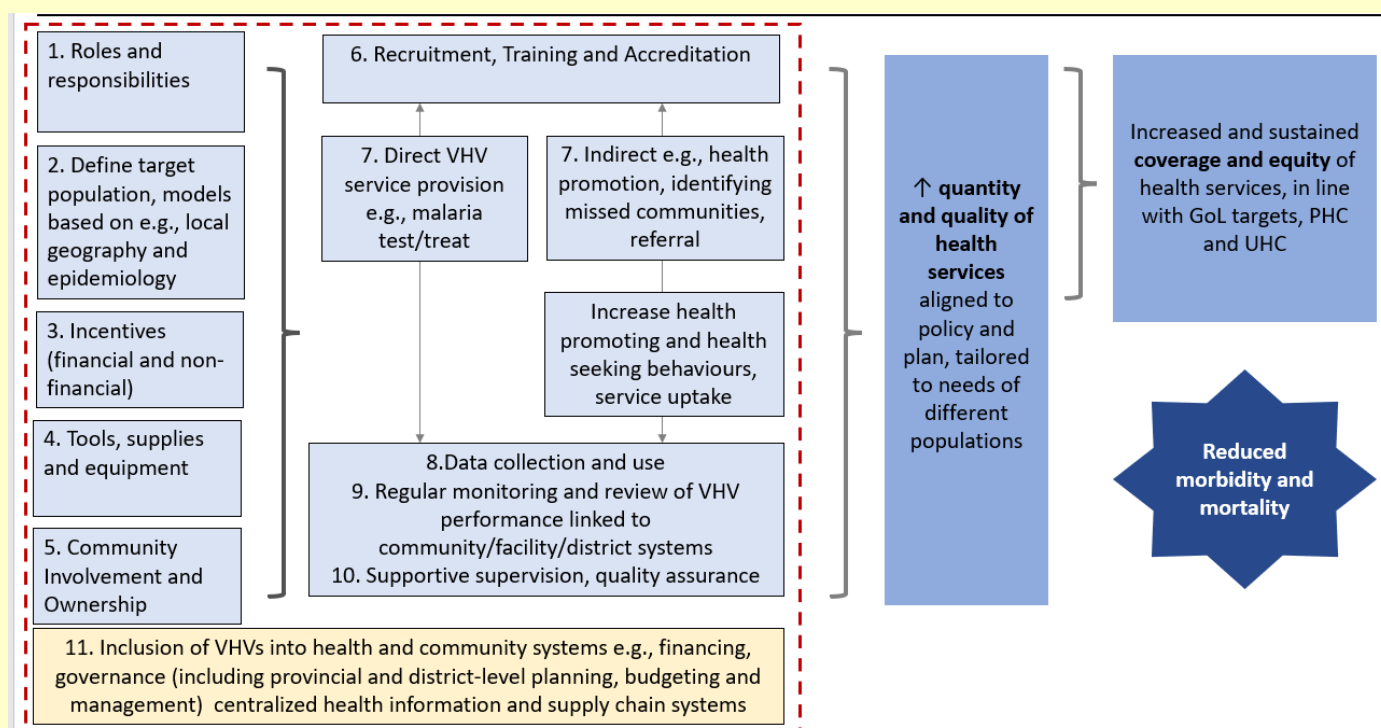 1. Roles and
responsibilities
2. Define target
population, models
based on e.g., local
geography and
epidemiology
3. Incentives
(financial and non-
financial)
4. Tools, supplies
and equipment
5. Community
Involvement and
Ownership
6. Recruitment, Training and Accreditation
7. Direct VHV
service provision
e.g., malaria
test/treat
7. Indirect e.g., health
promotion, identifying
missed communities,
referral
Increase health
promoting and health
seeking behaviours,
service uptake
8.Data collection and use
9. Regular monitoring and review of VHV
performance linked to
community/facility/district systems
10. Supportive supervision, quality assurance
11. Inclusion of VHVs into health and community systems e.g., financing,
governance (including provincial and district-level planning, budgeting and
management) centralized health information and supply chain systems
↑ quantity
and quality of
health
services
aligned to
policy and
plan, tailored
to needs of
different
populations
Increased and sustained
coverage and equity of
health services, in line
with GoL targets, PHC
and UHC
Reduced
morbidity and
mortality